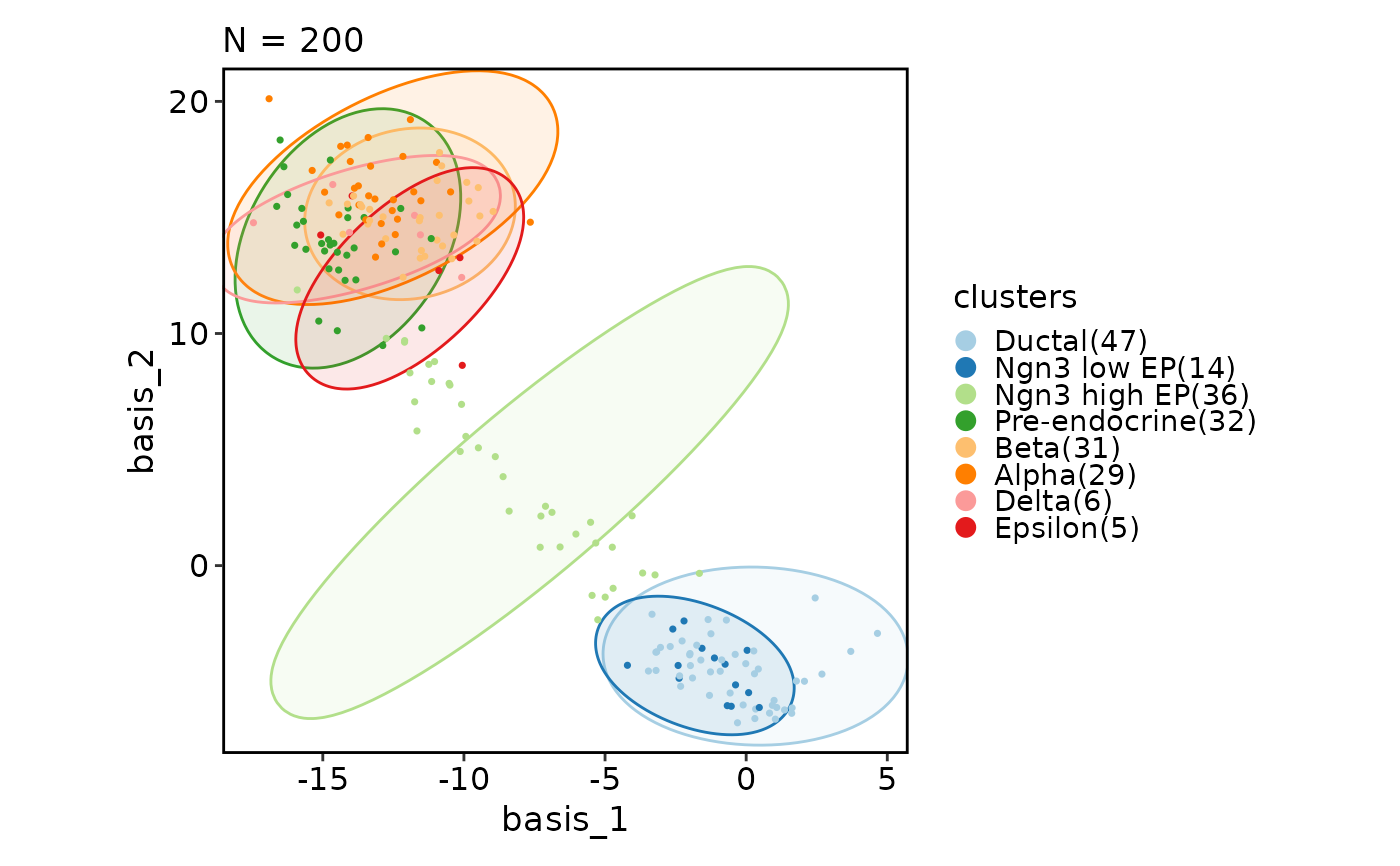 N = 200
20
10
0
basis_2
-15
-10
-5
0
5
basis_1
clusters
Ductal(47)
Ngn3 low EP(14)
Ngn3 high EP(36)
Pre-endocrine(32)
Beta(31)
Alpha(29)
Delta(6)
Epsilon(5)